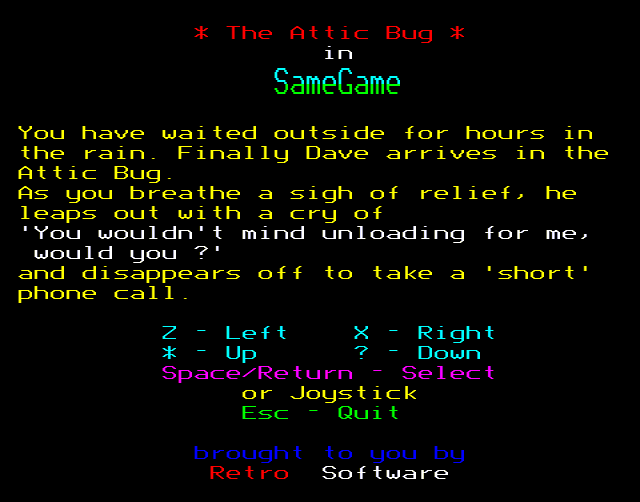 * The Attic Bug *
in
SameGame
You have waited outside for hours in
the rain. Finally Dave arrives in the
Attic Bug.
As you breathe a sigh of relief, he
leaps out with a cry of
'You wouldn't mind unloading for me,
would you ?'
and disappears off to take a 'short'
phone call.
Z - Left X - Right
* - Up ? - Down
Space/Return - Select
or Joystick
Esc - Quit
brought to you by
Retro Software